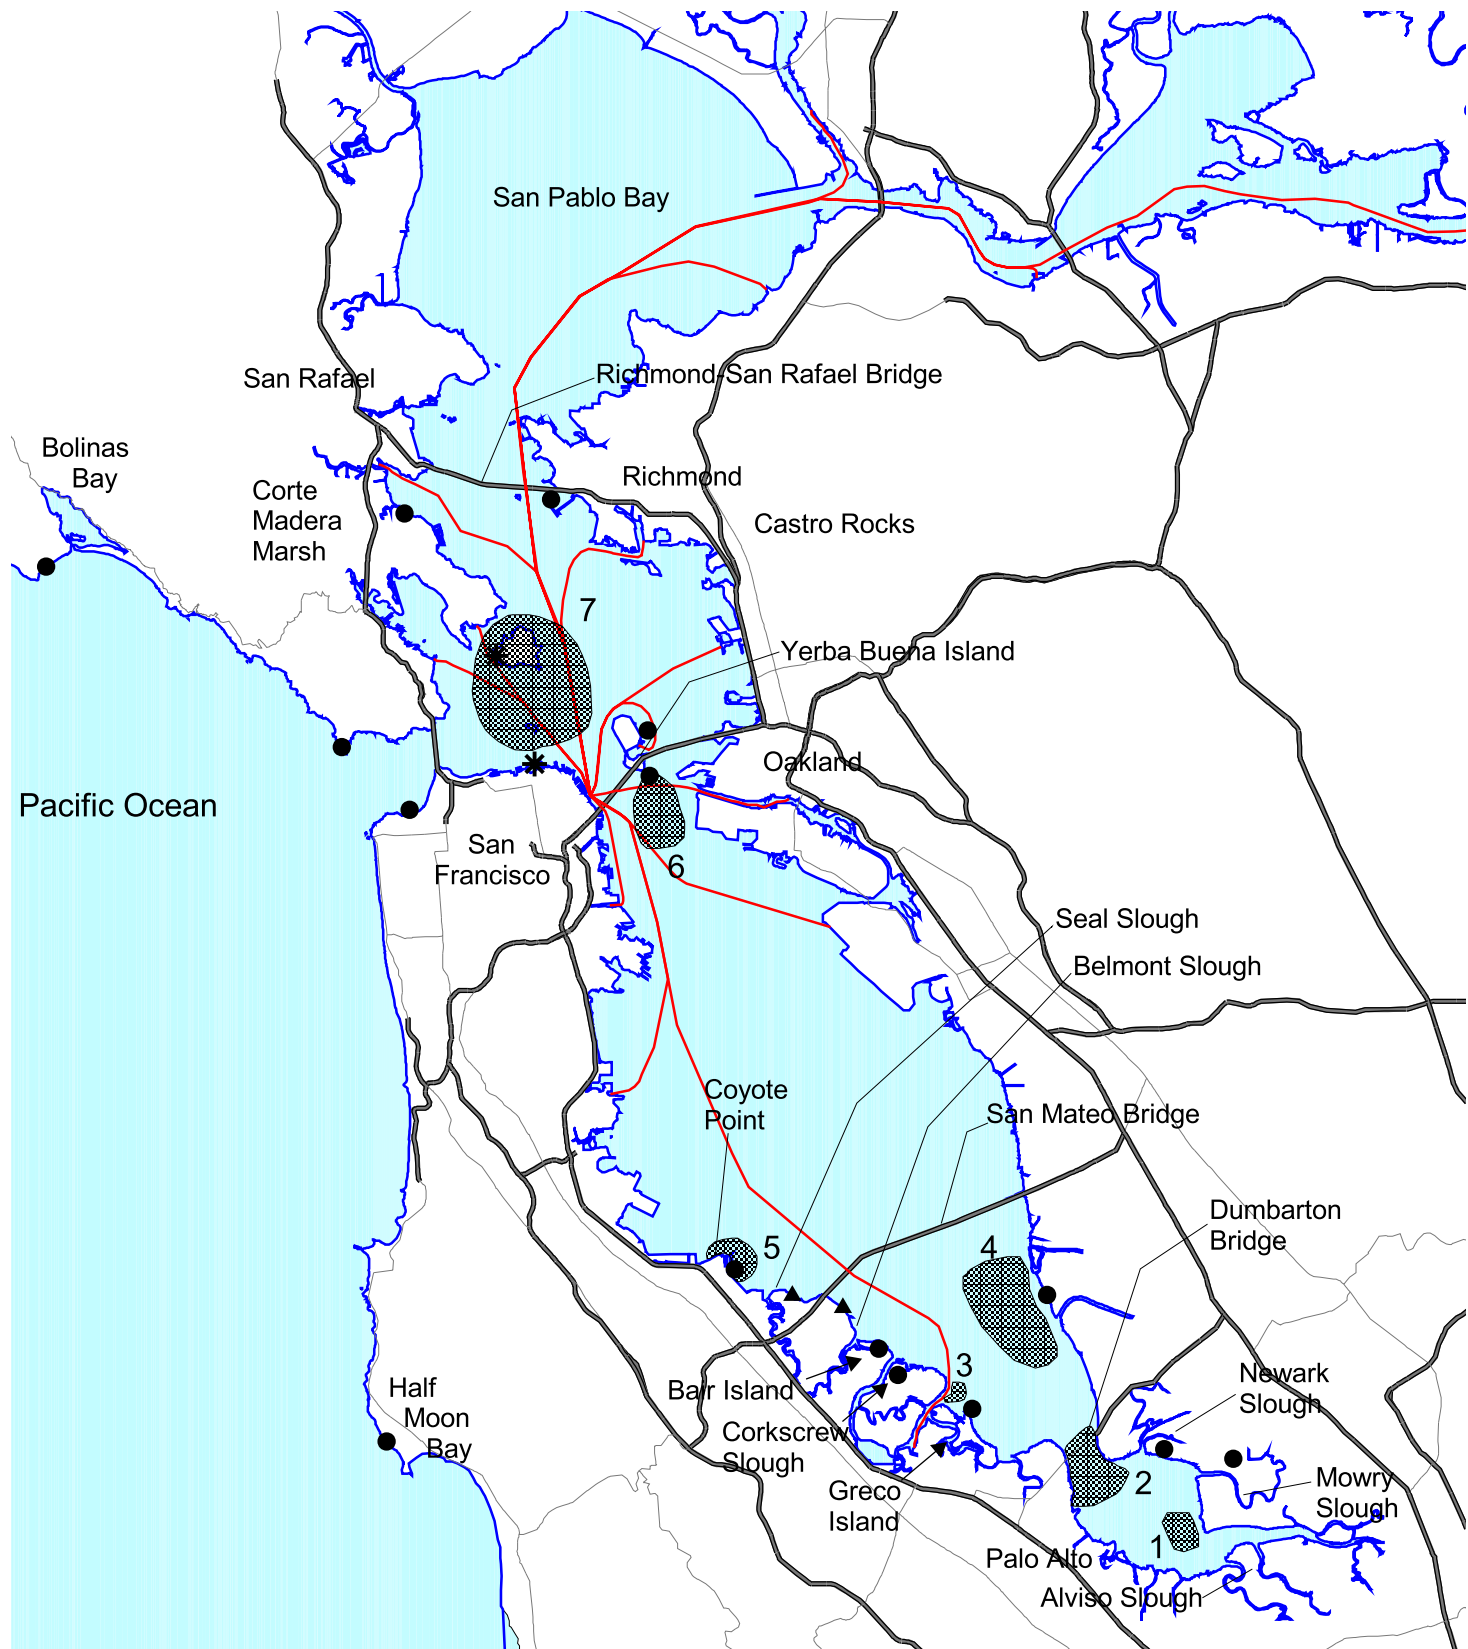 San Pablo Bay
San Rafael
Richmond-San Rafael Bridge
Bolinas
Bay
Richmond
Corte
Madera
Marsh
Castro Rocks
7
Yerba Buena Island
Oakland
Pacific Ocean
San
Francisco
6
Seal Slough
Belmont Slough
Coyote
Point
San Mateo Bridge
Dumbarton
Bridge
5
4
3
Newark
Slough
Half
Moon
Bay
Bair Island
Corkscrew
Slough
2
Mowry
Slough
Greco
Island
1
Palo Alto
Alviso Slough